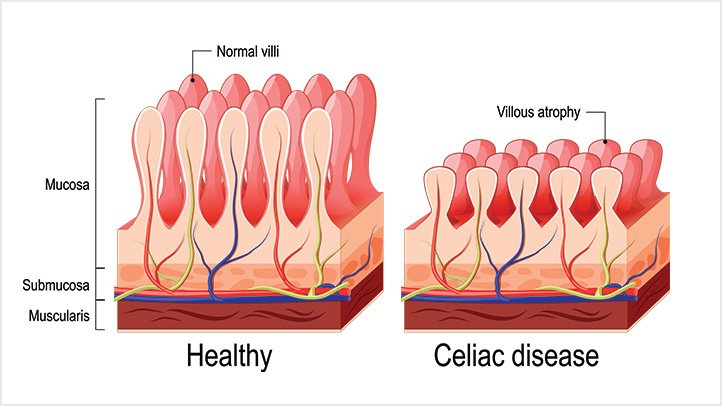 Normal villi
Villous atrophy
Mucosa
Submucosa
Muscularis
Healthy
Celiac disease